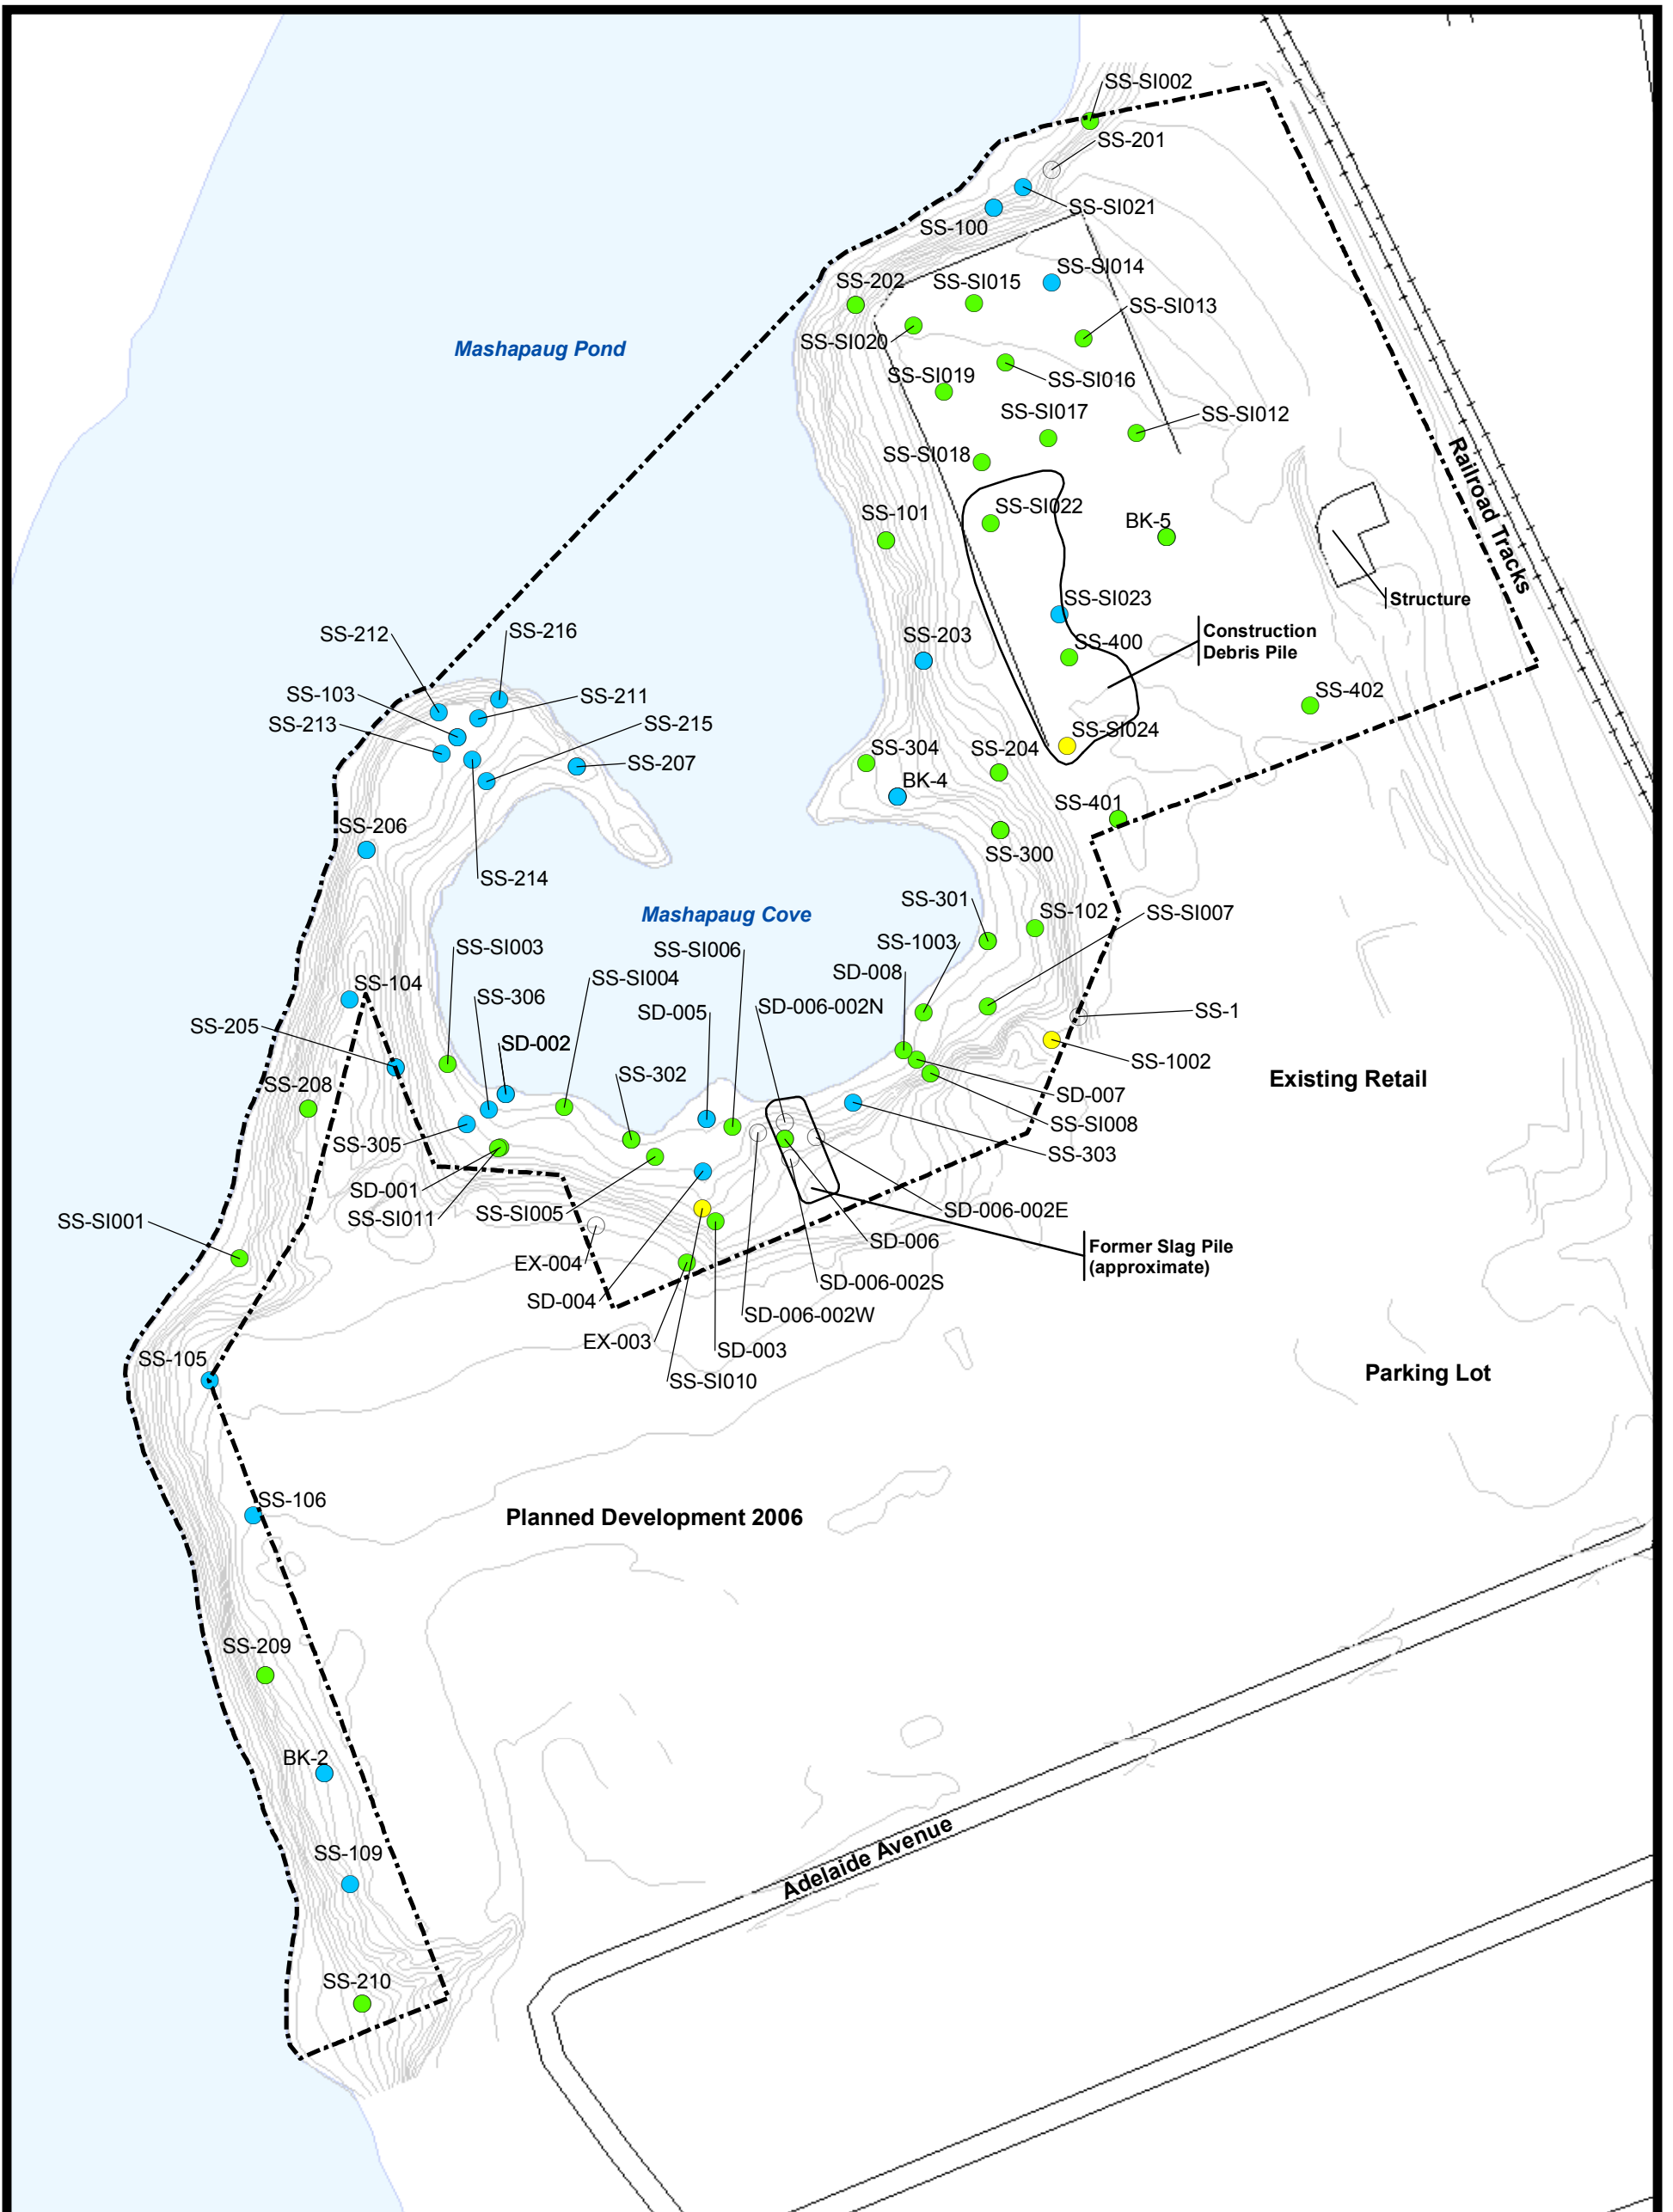 SS-SI002
SS-201
SS-SI021
SS-100
SS-SI014
SS-202
SS-SI015
SS-SI013
SS-SI020
Mashapaug Pond
SS-SI019
SS-SI016
SS-SI017
SS-SI012
SS-SI018
Railroad Tracks
SS-SI022
SS-101
BK-5
SS-SI023
Structure
SS-212
SS-216
SS-203
SS-400
Construction
Debris Pile
SS-103
SS-211
SS-402
SS-213
SS-215
SS-SI024
SS-304
SS-204
SS-207
BK-4
SS-401
SS-206
SS-300
SS-214
SS-301
Mashapaug Cove
SS-102
SS-SI007
SS-SI003
SS-SI006
SS-1003
SS-104
SS-SI004
SD-008
SS-306
SD-006-002N
SD-005
SS-1
SS-205
SD-002
SS-1002
SS-302
Existing Retail
SS-208
SD-007
SS-SI008
SS-305
SS-303
SD-001
SS-SI011
SS-SI005
SD-006-002E
SS-SI001
SD-006
Former Slag Pile
(approximate)
EX-004
SD-006-002S
SD-004
SD-006-002W
EX-003
SD-003
SS-105
SS-SI010
Parking Lot
SS-106
Planned Development 2006
SS-209
BK-2
Adelaide Avenue
SS-109
SS-210